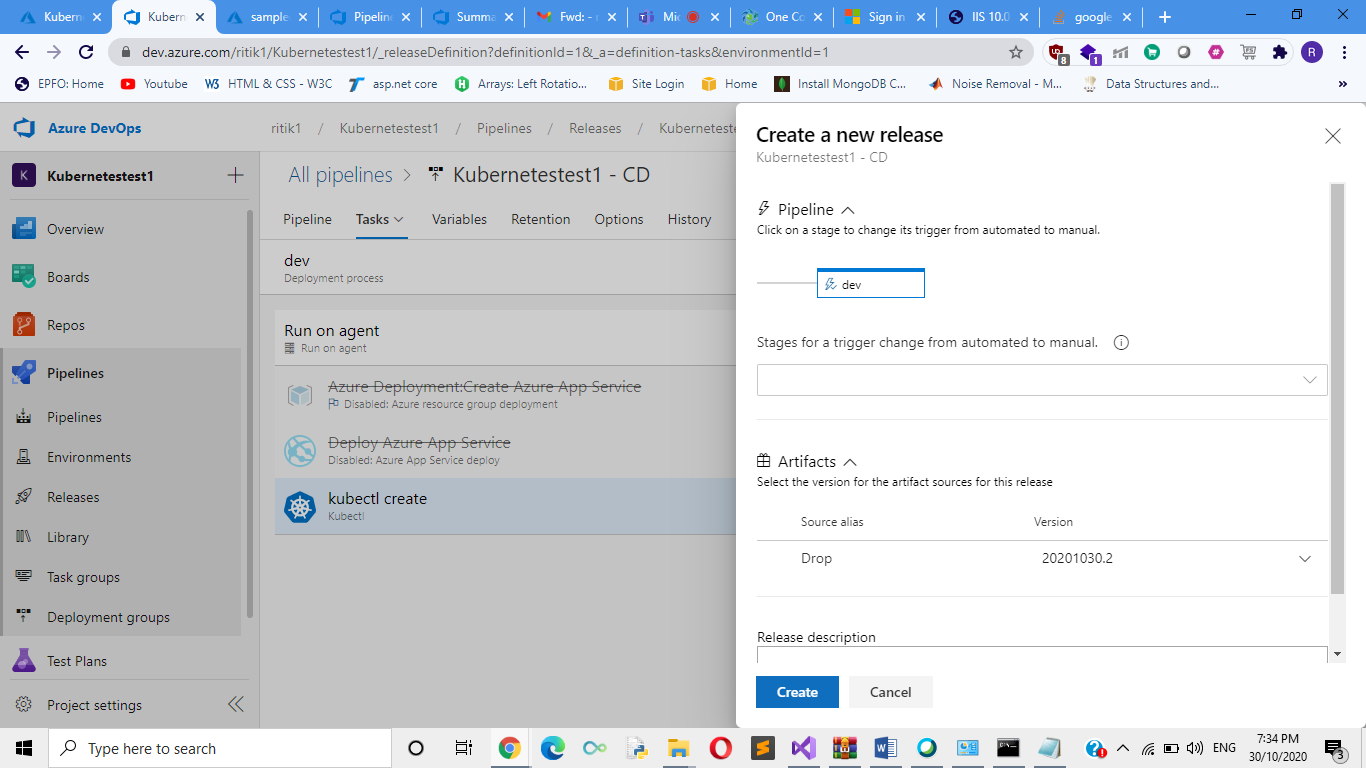 Kubern
Kubern
sample
Pipelin
Summa
Fwd: - r
Mic
One Co
Sign in
IIS 10.0
google
dev.azure.com/ritik1/Kubernetestest1/_releaseDefinition?definitionId=1&_a=definition-tasks&environmentId=1
8
1
R
EPFO: Home
Youtube
W3S HTML & CSS - W3C
asp.net core
Arrays: Left Rotatio...
Site Login
Home
Install MongoDB C...
Noise Removal - M...
Data Structures and...
»
Azure DevOps
ritik1 / Kubernetestest1 / Pipelines / Releases / Kuberneteste
K Kubernetestest1
Overview
Boards
Repos
Pipelines
Pipelines
Environments
Releases
Library
Task groups
Deployment groups
Test Plans
Project settings
All pipelines > Kubernetestest1 - CD
Pipeline Tasks Variables Retention Options History
dev
Deployment process
Run on agent
Run on agent
Azure Deployment:Create Azure App Service
Disabled: Azure resource group deployment
Deploy Azure App Service
Disabled: Azure App Service deploy
kubectl create
Kubectl
Create a new release
Kubernetestest1 - CD
Pipeline
Click on a stage to change its trigger from automated to manual.
dev
Stages for a trigger change from automated to manual.
Artifacts
Select the version for the artifact sources for this release
Source alias Version
Drop 20201030.2
Release description
Create Cancel
Type here to search
ENG
7:34 PM
30/10/2020
3